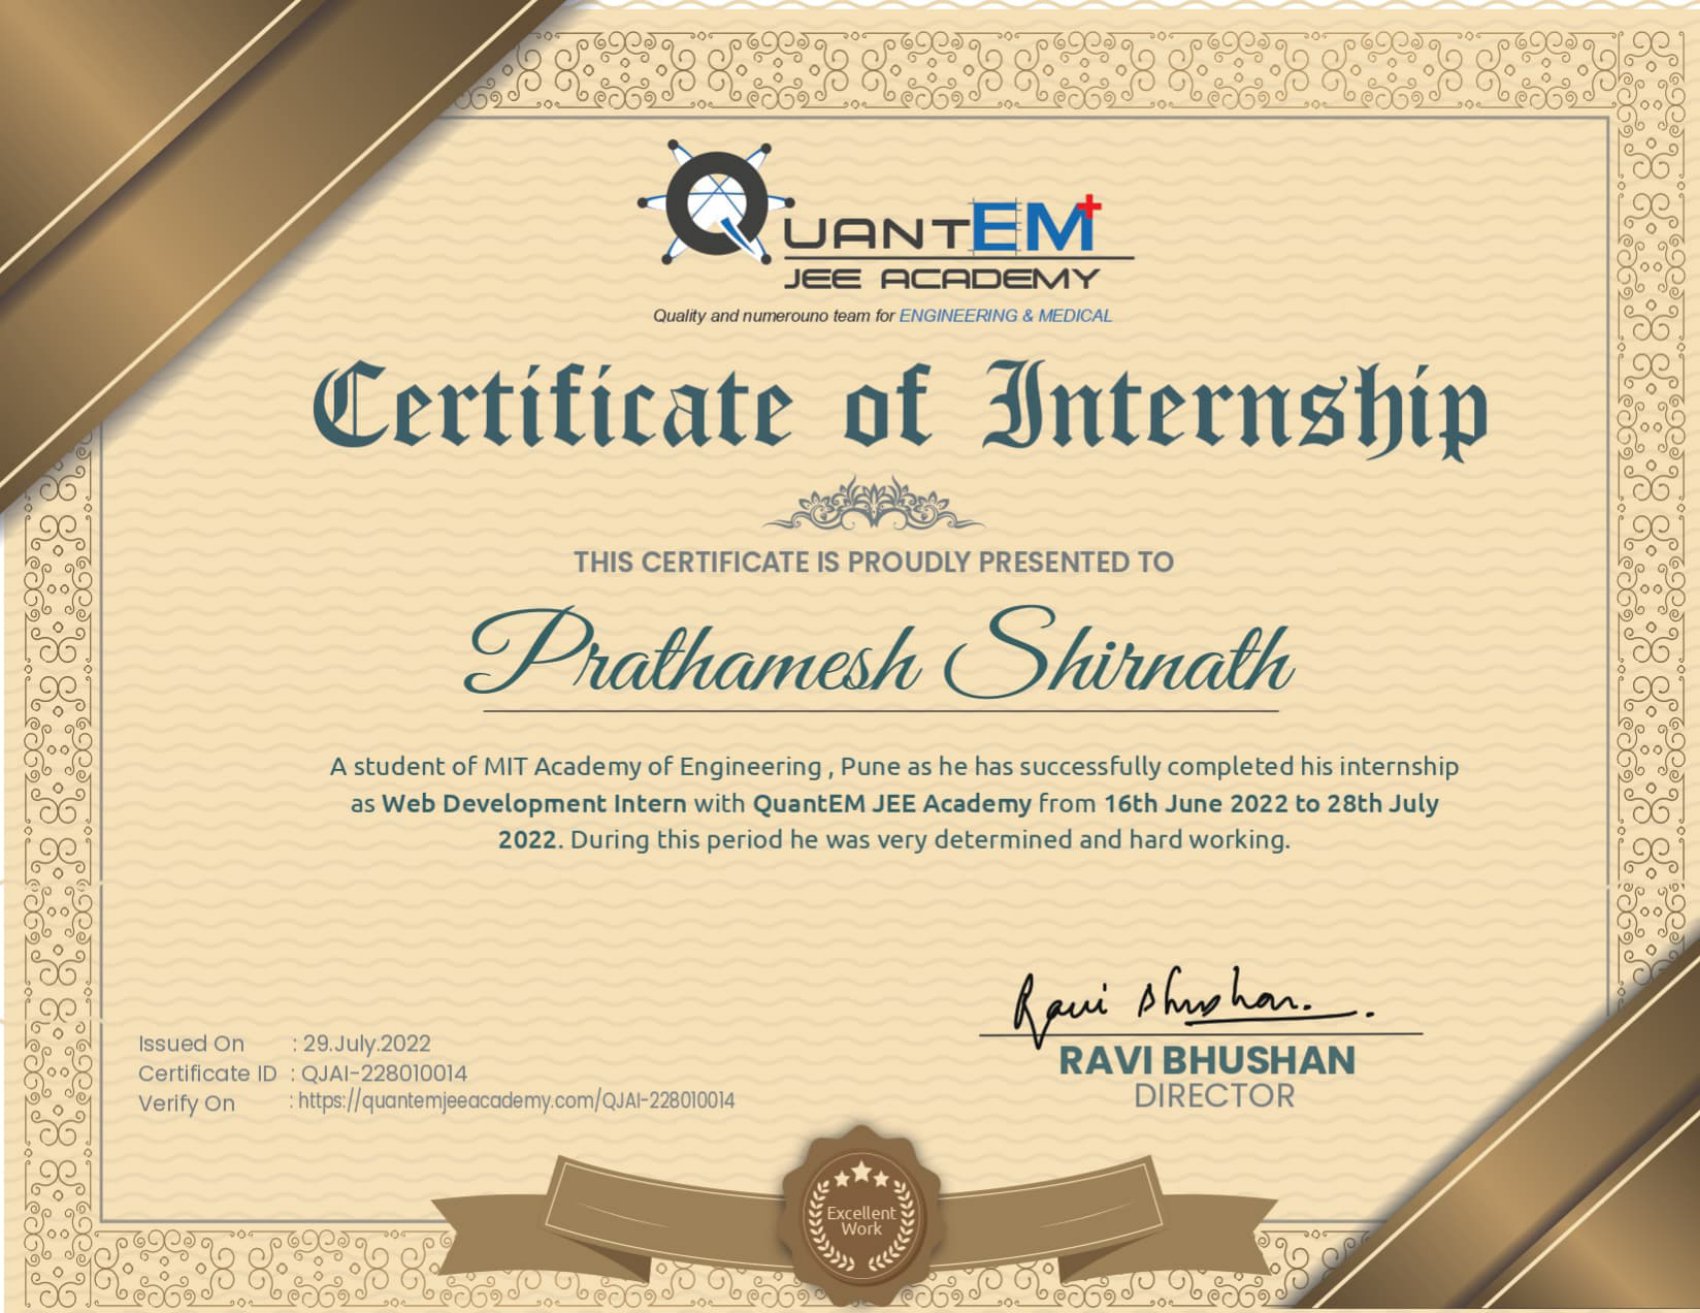 QUANTEM
JEE ACADEMY
Quality and numerouno team for ENGINEERING & MEDICAL
Certificate of Internship
THIS CERTIFICATE IS PROUDLY PRESENTED TO
Prathamesh Shirnath
A student of MIT Academy of Engineering , Pune as he has successfully completed his internship
as Web Development Intern with QuantEM JEE Academy from 16th June 2022 to 28th July
2022. During this period he was very determined and hard working.
Ravi Bhushan.
RAVI BHUSHAN
DIRECTOR
Issued On : 29.July.2022
Certificate ID : QJAI-228010014
Verify On : https://quantemjeeacademy.com/QJAI-228010014
Excellent
Work